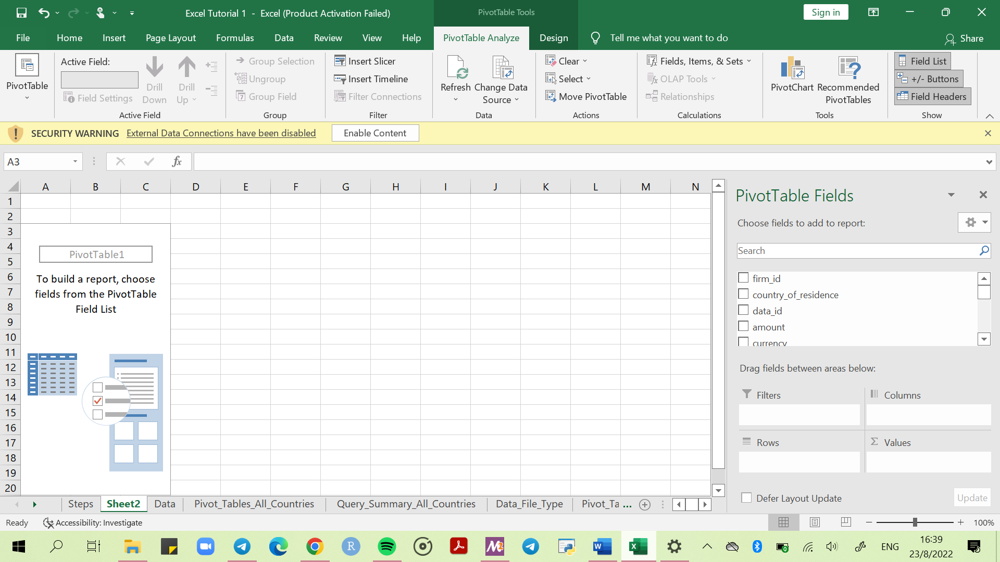 Excel Tutorial 1 - Excel (Product Activation Failed)
PivotTable Tools
Sign in
File Home Insert Page Layout Formulas Data Review View Help PivotTable Analyze Design Tell me what you want to do Share
PivotTable
Active Field:
Field Settings
Drill Down
Drill Up
Active Field
Group Selection
Ungroup
Group Field
Group
Insert Slicer
Insert Timeline
Filter Connections
Filter
Refresh
Change Data Source
Data
Clear
Select
Move PivotTable
Actions
Fields, Items, & Sets
OLAP Tools
Relationships
Calculations
PivotChart
Recommended PivotTables
Tools
Field List
+/- Buttons
Field Headers
Show
SECURITY WARNING External Data Connections have been disabled Enable Content
A3
fx
A B C D E F G H I J K L M N
1
2
3
4
5
6
7
8
9
10
11
12
13
14
15
16
17
18
19
20
PivotTable1
To build a report, choose
fields from the PivotTable
Field List
PivotTable Fields
Choose fields to add to report:
Search
firm_id
country_of_residence
data_id
amount
currency
Drag fields between areas below:
Filters
Columns
Rows
Σ Values
Defer Layout Update
Update
Steps Sheet2 Data Pivot_Tables_All_Countries Query_Summary_All_Countries Data_File_Type Pivot_Ta ...
Ready Accessibility: Investigate
100%
ENG
16:39
23/8/2022